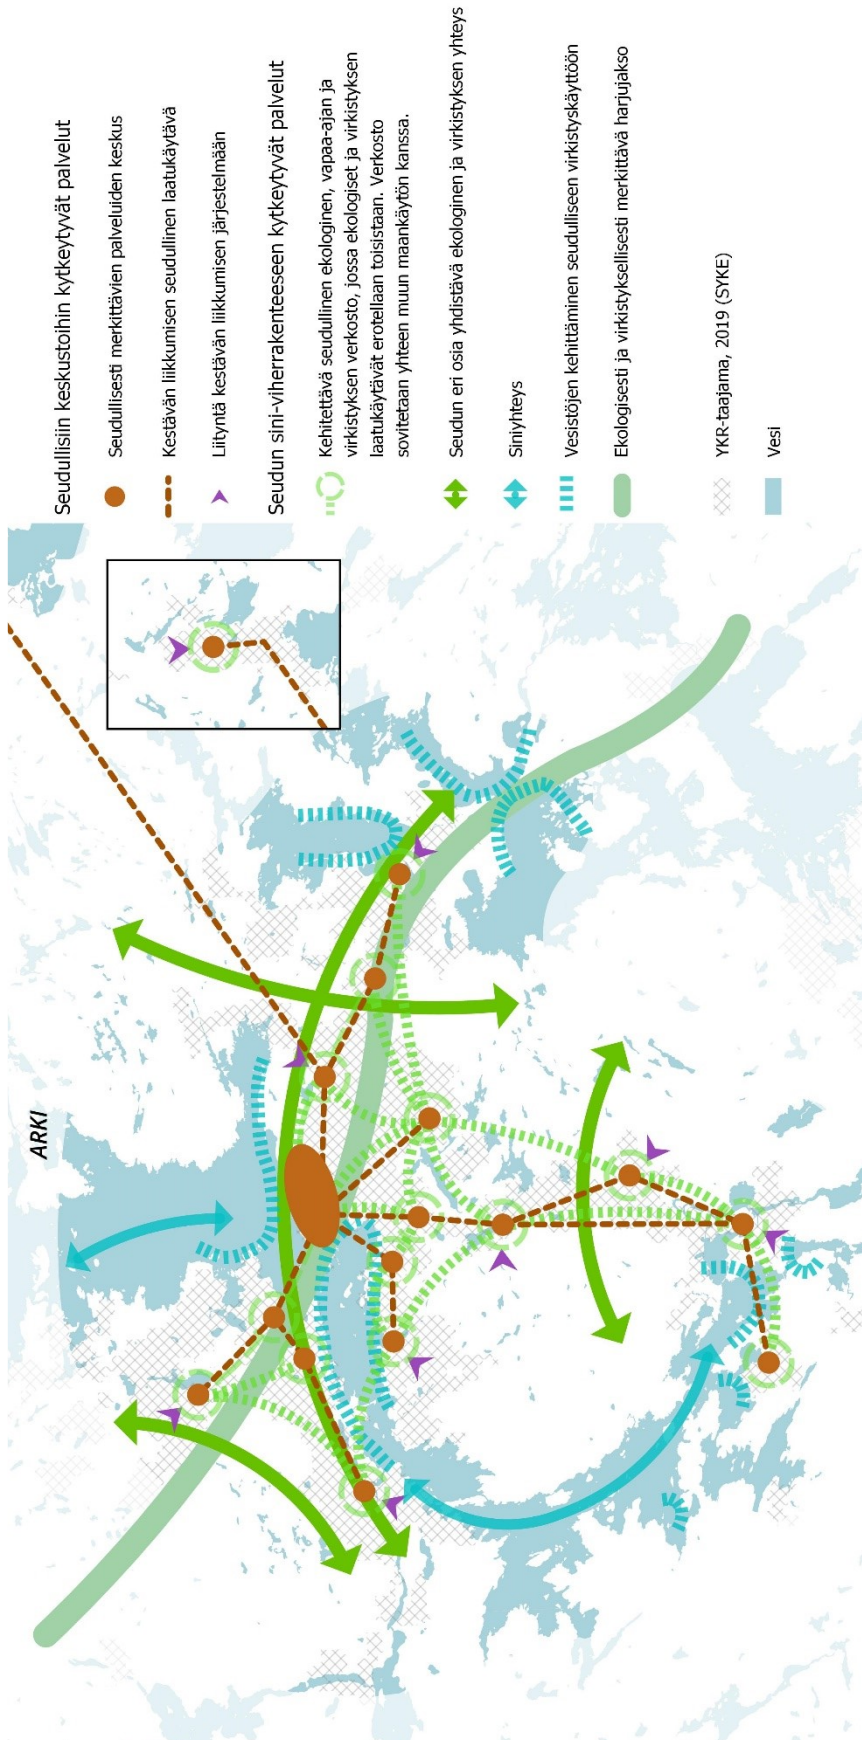 ARKI
Seudullisiin keskustoihin kytkeytyvät palvelut
Seudullisesti merkittävien palveluiden keskus
Kestävän liikkumisen seudullinen laatukäytävä
Liityntä kestävän liikkumisen järjestelmään
Seudun sini-viherrakenteeseen kytkeytyvät palvelut
Kehitettävä seudullinen ekologinen, vapaa-ajan ja
virkistyksen verkosto, jossa ekologiset ja virkistyksen
laatukäytävät erotellaan toisistaan. Verkosto
sovitetaan yhteen muun maankäytön kanssa.
Seudun eri osia yhdistävä ekologinen ja virkistyksen yhteys
Siniyhteys
Vesistöjen kehittäminen seudulliseen virkistyskäyttöön
Ekologisesti ja virkistyksellisesti merkittävä harjujakso
YKR-taajama, 2019 (SYKE)
Vesi